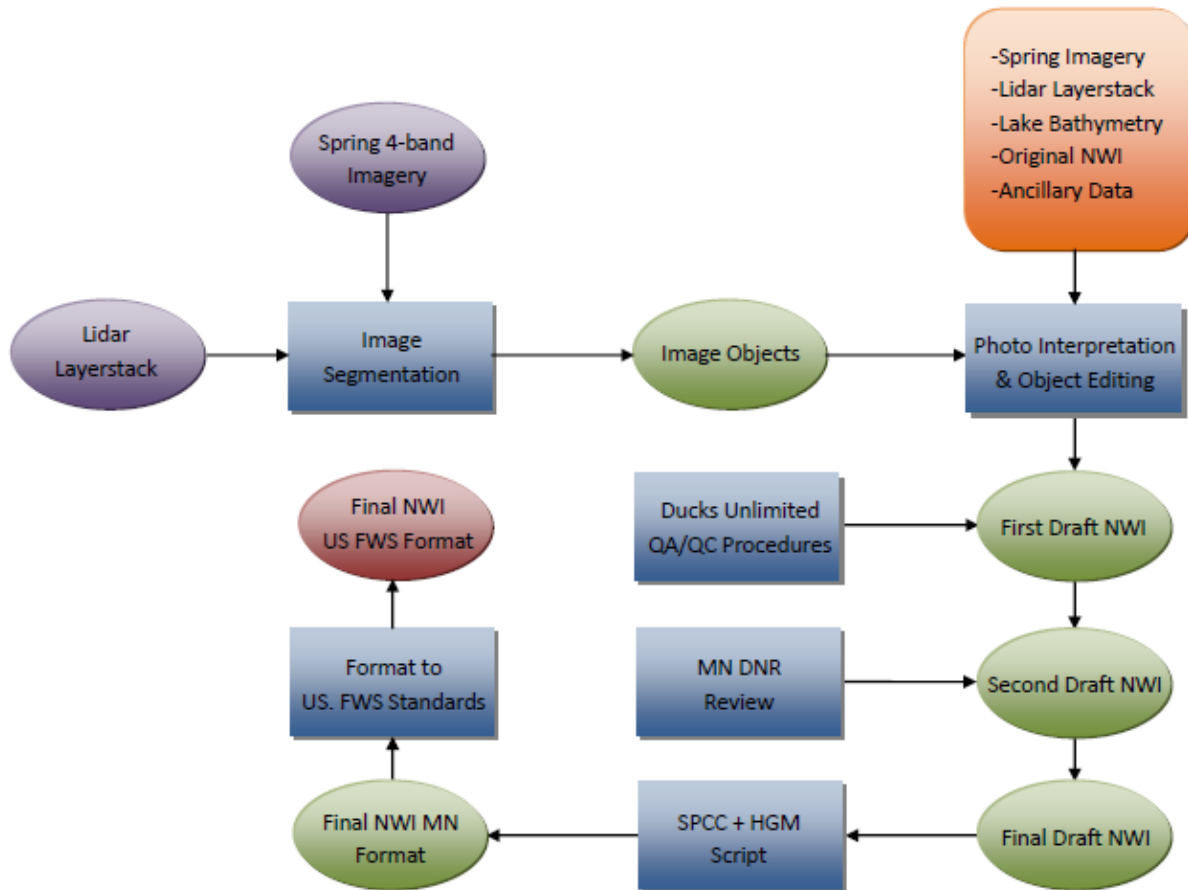 -Spring Imagery
-Lidar Layerstack
-Lake Bathymetry
-Original NWI
-Ancillary Data
Spring 4-band
Imagery
Lidar
Layerstack
Image
Segmentation
Image Objects
Photo Interpretation
& Object Editing
Final NWI
US FWS Format
Ducks Unlimited
QA/QC Procedures
First Draft NWI
Format to
US. FWS Standards
MN DNR
Review
Second Draft NWI
Final NWI MN
Format
SPCC + HGM
Script
Final Draft NWI